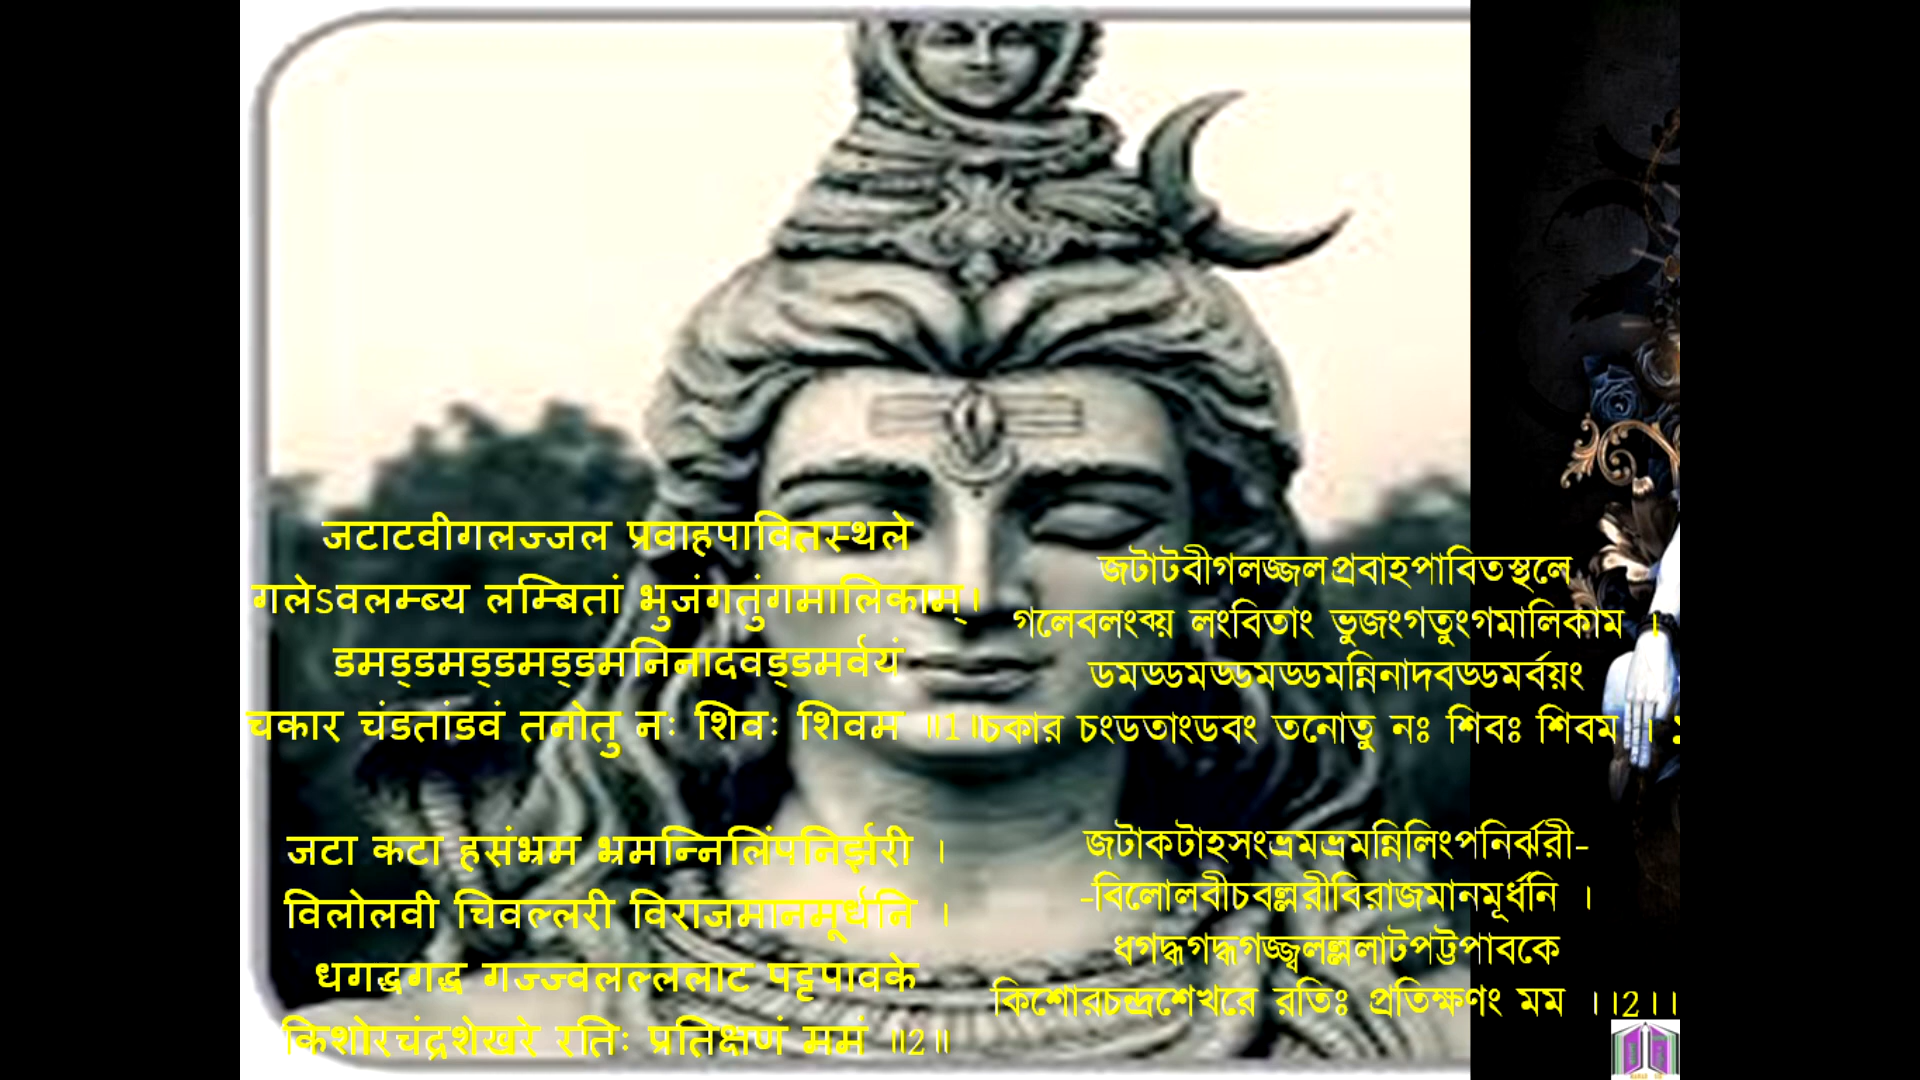 जटाटवीगलज्जल प्रवाहपावितस्थले
गलेSवलम्ब्य लम्बितां भुजंगतुंगमालिकाम्।
डमड्डमड्डमड्डमनिनादवड्डमर्वयं
चकार चंडतांडवं तनोतु नः शिवः शिवम ॥1॥
जटा कटा हसंभ्रम भ्रमन्निलिंपनिर्झरी ।
विलोलवी चिवल्लरी विराजमानमूर्धनि ।
धगद्धगद्ध गज्ज्वलल्ललाट पट्टपावके
किशोरचंद्रशेखरे रतिः प्रतिक्षणं ममं ॥2॥
জটাটবীগলজ্জলপ্রবাহপাবিতস্থলে
গলেবলংব্য় লংবিতাং ভুজংগতুংগমালিকাম ।
ডমড্ডমড্ডমড্ডমন্নিনাদবড্ডমর্বয়ং
চকার চংডতাংডবং তনোতু নঃ শিবঃ শিবম ।
জটাকটাহসংভ্রমভ্রমন্নিলিংপনির্ঝরী-
-বিলোলবীচবল্লরীবিরাজমানমূর্ধনি ।
ধগদ্ধগদ্ধগজ্জ্বলল্ললাটপট্টপাবকে
কিশোরচন্দ্রশেখরে রতিঃ প্রতিক্ষণং মম ।।2।।